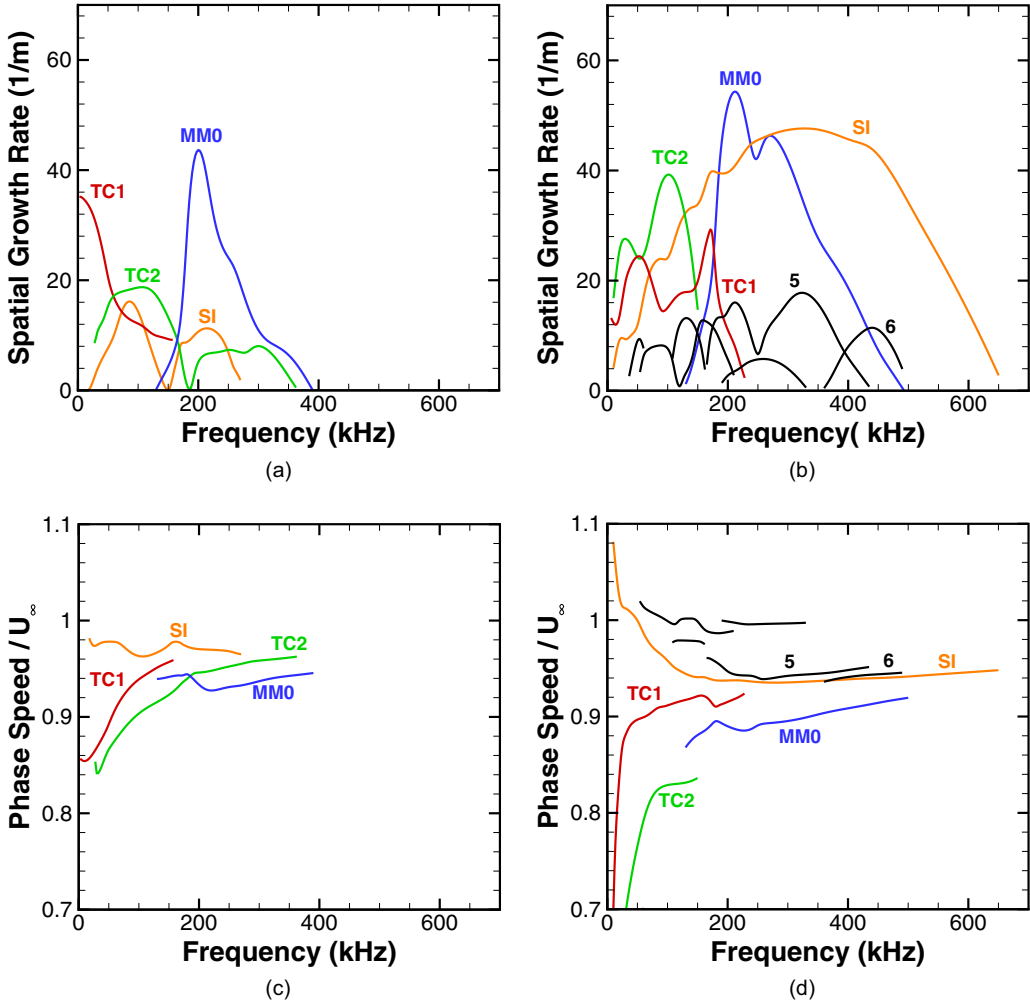 Spatial Growth Rate (1/m)
60
40
20
0
MM0
TC1
TC2
SI
0
200
400
600
Frequency (kHz)
(a)
Spatial Growth Rate (1/m)
60
40
20
0
MM0
SI
TC2
TC1
5
6
0
200
400
600
Frequency( kHz)
(b)
Phase Speed / U∞
1.1
1
0.9
0.8
0.7
SI
TC2
TC1
MM0
0
200
400
600
Frequency (kHz)
(c)
Phase Speed / U∞
1.1
1
0.9
0.8
0.7
5
6
SI
TC1
MM0
TC2
0
200
400
600
Frequency (kHz)
(d)